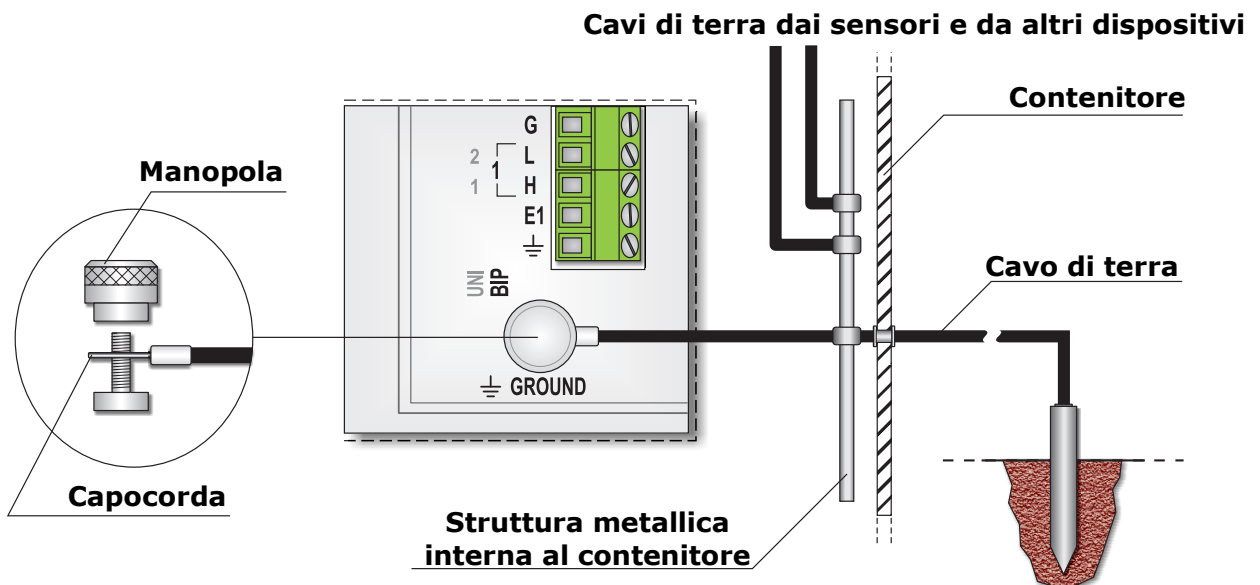 Cavi di terra dai sensori e da altri dispositivi
Contenitore
G
2 L
1
1 H
E1
Manopola
UNI
BIP
Cavo di terra
GROUND
Capocorda
Struttura metallica
interna al contenitore